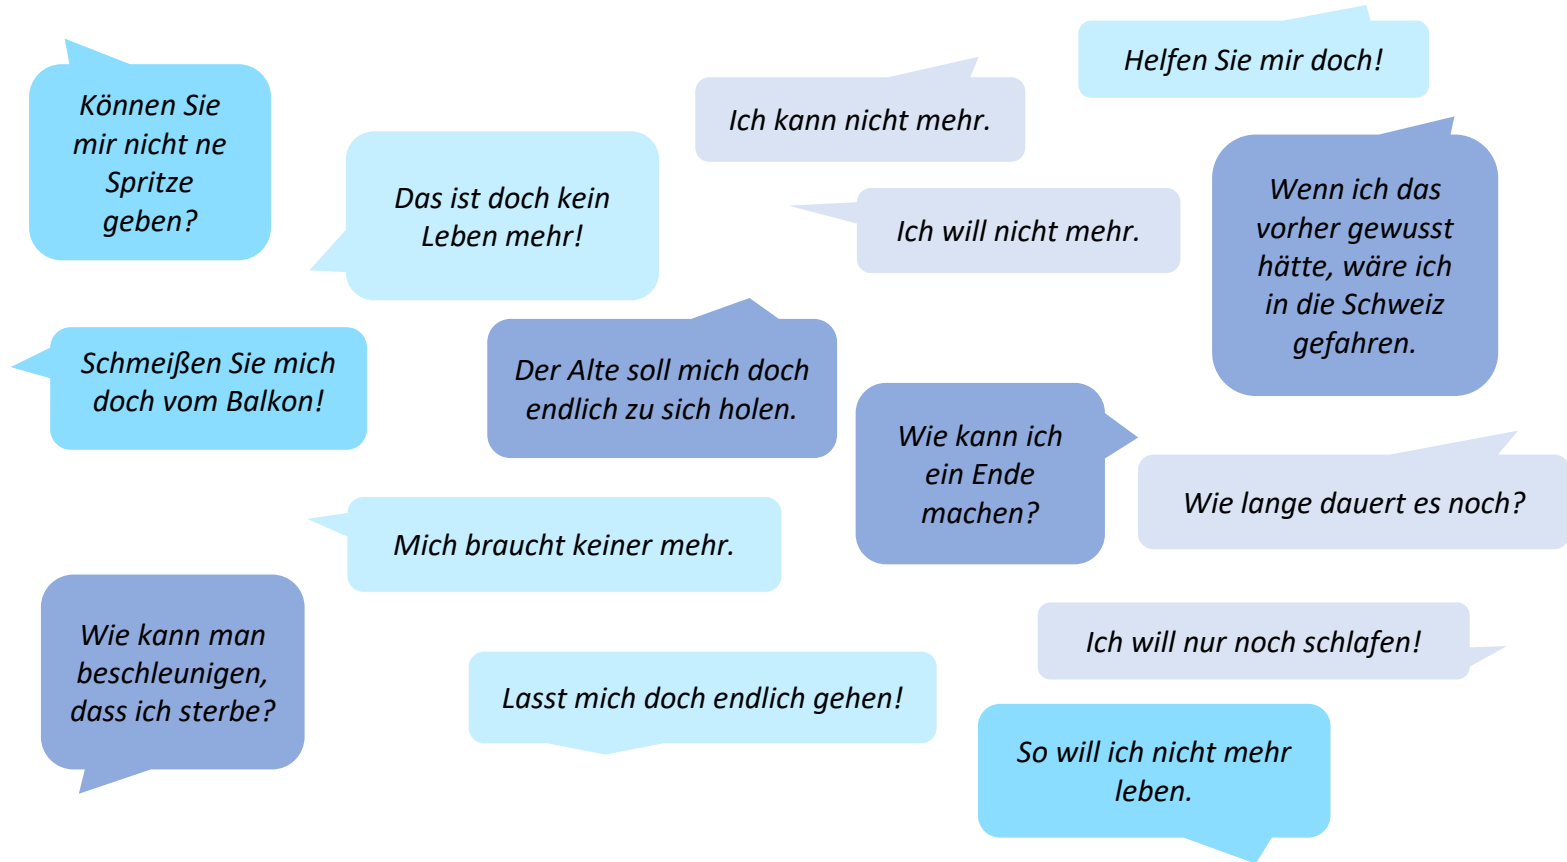 Helfen Sie mir doch!
Können Sie
mir nicht ne
Spritze
geben?
Ich kann nicht mehr.
Das ist doch kein
Leben mehr!
Ich will nicht mehr.
Wenn ich das
vorher gewusst
hätte, wäre ich
in die Schweiz
gefahren.
Schmeißen Sie mich
doch vom Balkon!
Der Alte soll mich doch
endlich zu sich holen.
Wie kann ich
ein Ende
machen?
Wie lange dauert es noch?
Mich braucht keiner mehr.
Wie kann man
beschleunigen,
dass ich sterbe?
Ich will nur noch schlafen!
Lasst mich doch endlich gehen!
So will ich nicht mehr
leben.